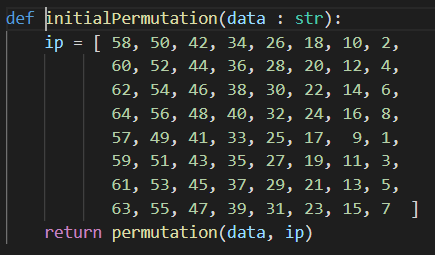 def initialPermutation(data : str):
    ip = [ 58, 50, 42, 34, 26, 18, 10, 2,
           60, 52, 44, 36, 28, 20, 12, 4,
           62, 54, 46, 38, 30, 22, 14, 6,
           64, 56, 48, 40, 32, 24, 16, 8,
           57, 49, 41, 33, 25, 17,  9, 1,
           59, 51, 43, 35, 27, 19, 11, 3,
           61, 53, 45, 37, 29, 21, 13, 5,
           63, 55, 47, 39, 31, 23, 15, 7  ]
    return permutation(data, ip)